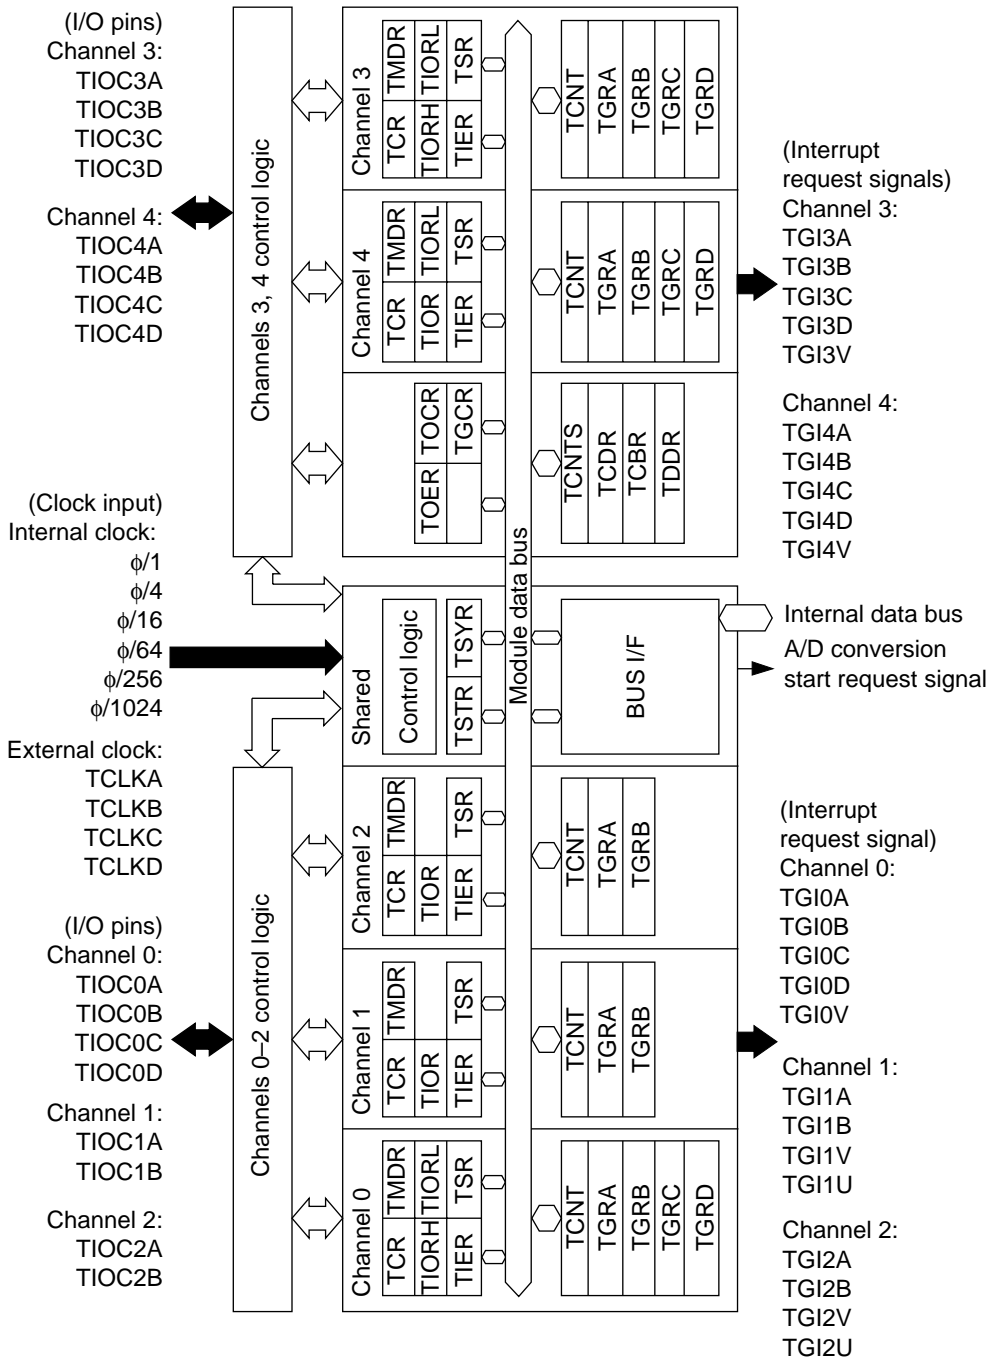 (I/O pins)
Channel 3:
TIOC3A
TIOC3B
TIOC3C
TIOC3D
Channel 4:
TIOC4A
TIOC4B
TIOC4C
TIOC4D
(Clock input)
Internal clock:
ϕ/1
ϕ/4
ϕ/16
ϕ/64
ϕ/256
ϕ/1024
External clock:
TCLKA
TCLKB
TCLKC
TCLKD
(I/O pins)
Channel 0:
TIOC0A
TIOC0B
TIOC0C
TIOC0D
Channel 1:
TIOC1A
TIOC1B
Channel 2:
TIOC2A
TIOC2B
Channels 3, 4 control logic
Channels 0–2 control logic
Channel 3
TCR
TMDR
TIORH
TIORL
TIER
TSR
TCNT
TGRA
TGRB
TGRC
TGRD
Channel 4
TCR
TMDR
TIOR
TIORL
TIER
TSR
TCNT
TGRA
TGRB
TGRC
TGRD
TOER
TOCR
TGCR
TCNTS
TCDR
TCBR
TDDR
Module data bus
Shared
Control logic
TSTR
TSYR
BUS I/F
Channel 2
TCR
TMDR
TIOR
TIER
TSR
TCNT
TGRA
TGRB
Channel 1
TCR
TMDR
TIOR
TIER
TSR
TCNT
TGRA
TGRB
Channel 0
TCR
TMDR
TIORH
TIORL
TIER
TSR
TCNT
TGRA
TGRB
TGRC
TGRD
(Interrupt
request signals)
Channel 3:
TGI3A
TGI3B
TGI3C
TGI3D
TGI3V
Channel 4:
TGI4A
TGI4B
TGI4C
TGI4D
TGI4V
Internal data bus
A/D conversion
start request signal
(Interrupt
request signal)
Channel 0:
TGI0A
TGI0B
TGI0C
TGI0D
TGI0V
Channel 1:
TGI1A
TGI1B
TGI1V
TGI1U
Channel 2:
TGI2A
TGI2B
TGI2V
TGI2U